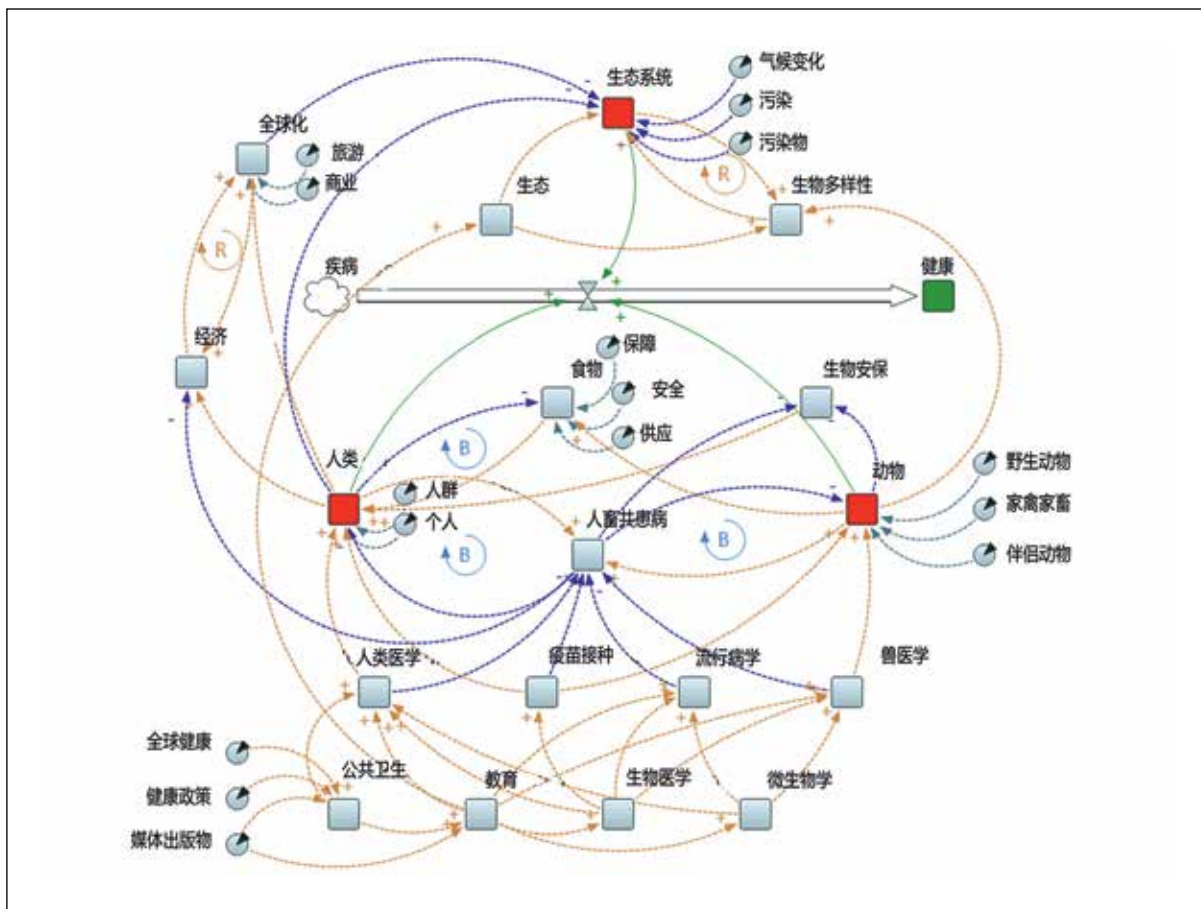 生态系统
气候变化
污染
污染物
全球化
旅游
商业
生态
生物多样性
R
R
疾病
健康
经济
保障
食物
安全
供应
生物安保
B
人类
人群
个人
人畜共患病
动物
野生动物
家禽家畜
伴侣动物
B
B
人类医学
疫苗接种
流行病学
兽医学
全球健康
公共卫生
教育
生物医学
微生物学
健康政策
媒体出版物